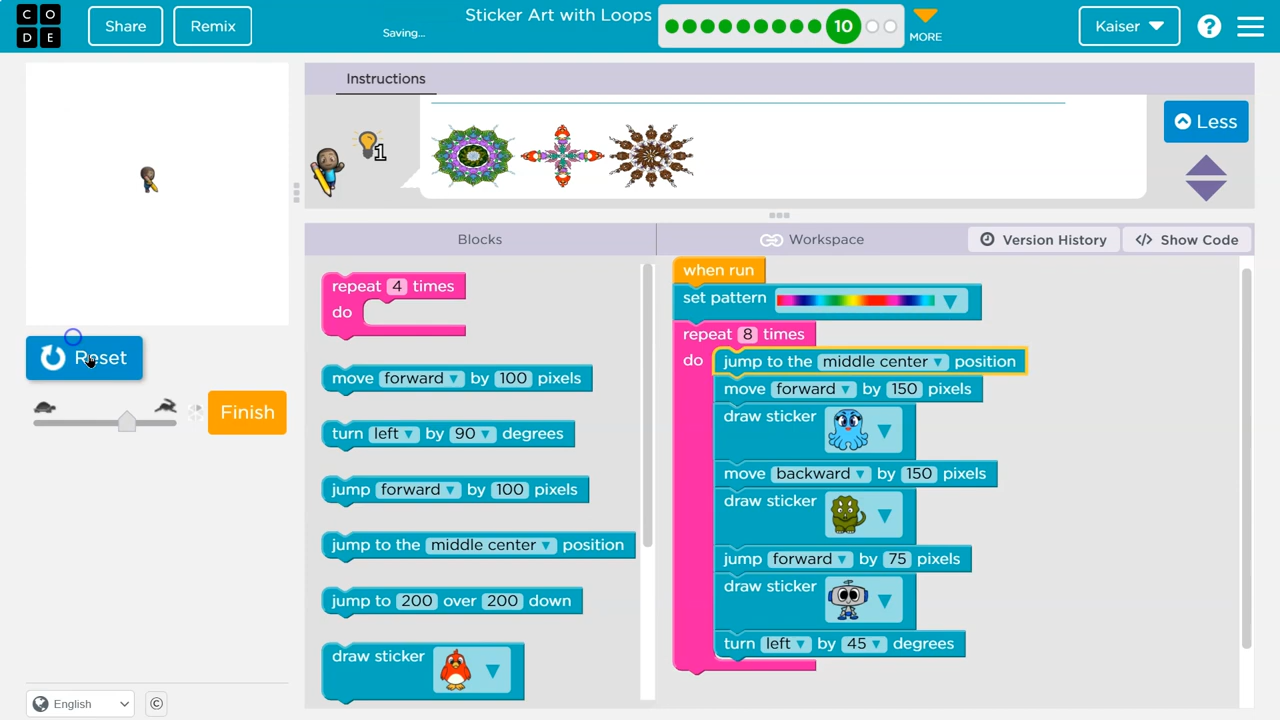 C O
D E
Share
Remix
Saving...
Sticker Art with Loops
10
MORE
Kaiser
?
Instructions
1
Less
Blocks
Workspace
Version History
</> Show Code
Reset
Finish
repeat 4 times
do
move forward by 100 pixels
turn left by 90 degrees
jump forward by 100 pixels
jump to the middle center position
jump to 200 over 200 down
draw sticker
when run
set pattern
repeat 8 times
do jump to the middle center position
move forward by 150 pixels
draw sticker
move backward by 150 pixels
draw sticker
jump forward by 75 pixels
draw sticker
turn left by 45 degrees
English
©